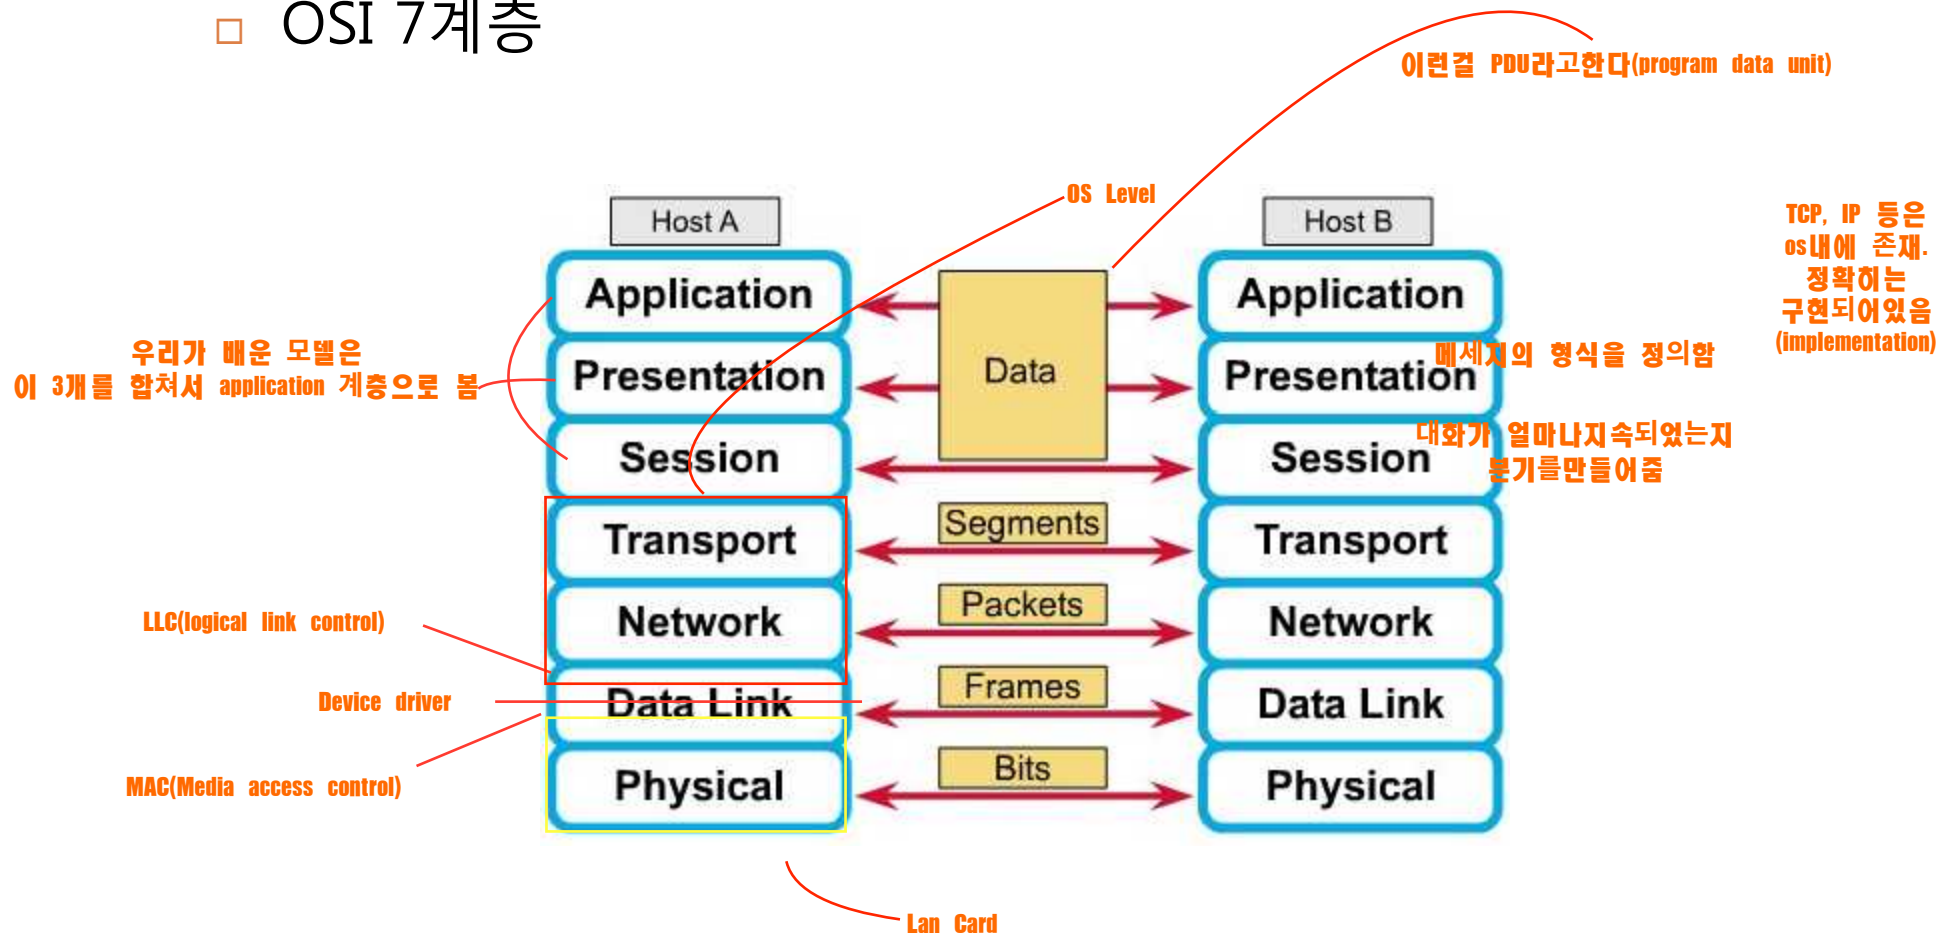 OSI 7계층
이런걸 PDU라고한다(program data unit)
OS Level
Host A
Host B
TCP, IP 등은
os내에 존재.
정확히는
구현되어있음
(implementation)
Application
Data
Application
우리가 배운 모델은
이 3개를 합쳐서 application 계층으로 봄
Presentation
Presentation
메세지의 형식을 정의함
Session
Session
대화가 얼마나지속되었는지
분기를만들어줌
Transport
Segments
Transport
LLC(logical link control)
Network
Packets
Network
Device driver
Data Link
Frames
Data Link
MAC(Media access control)
Physical
Bits
Physical
Lan Card